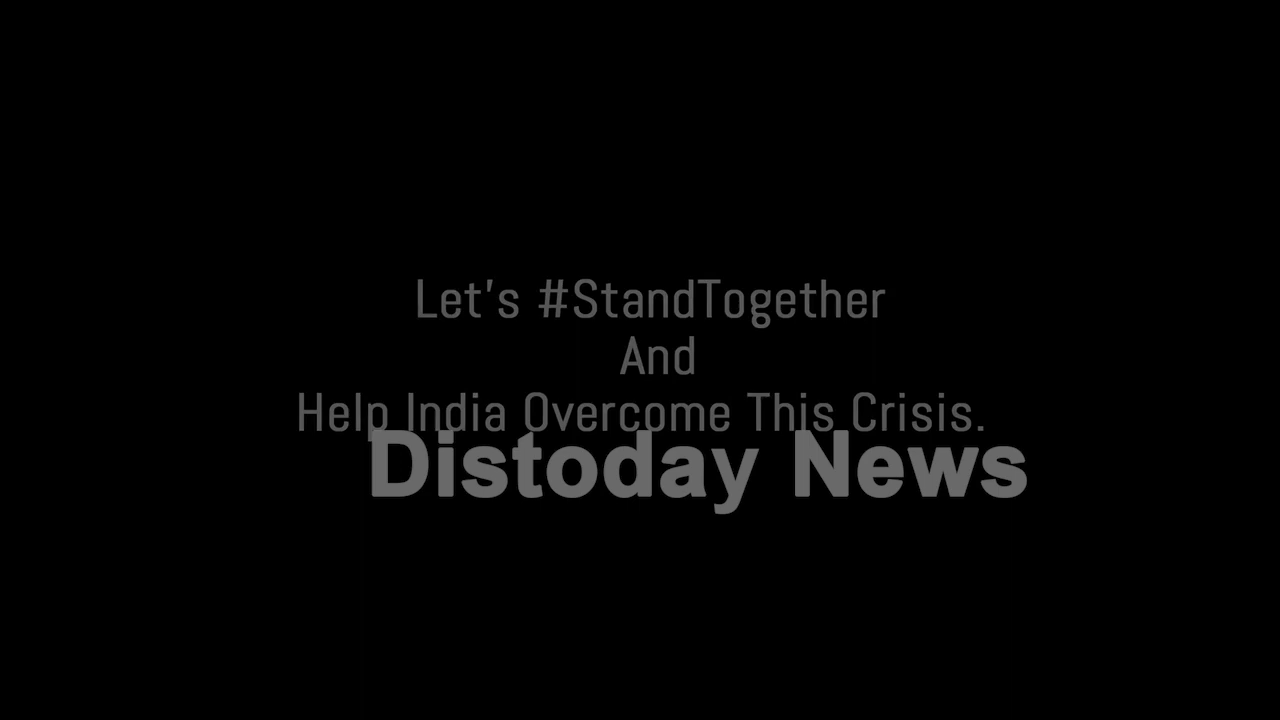 Let's #StandTogether
And
Help India Overcome This Crisis.
Distoday News